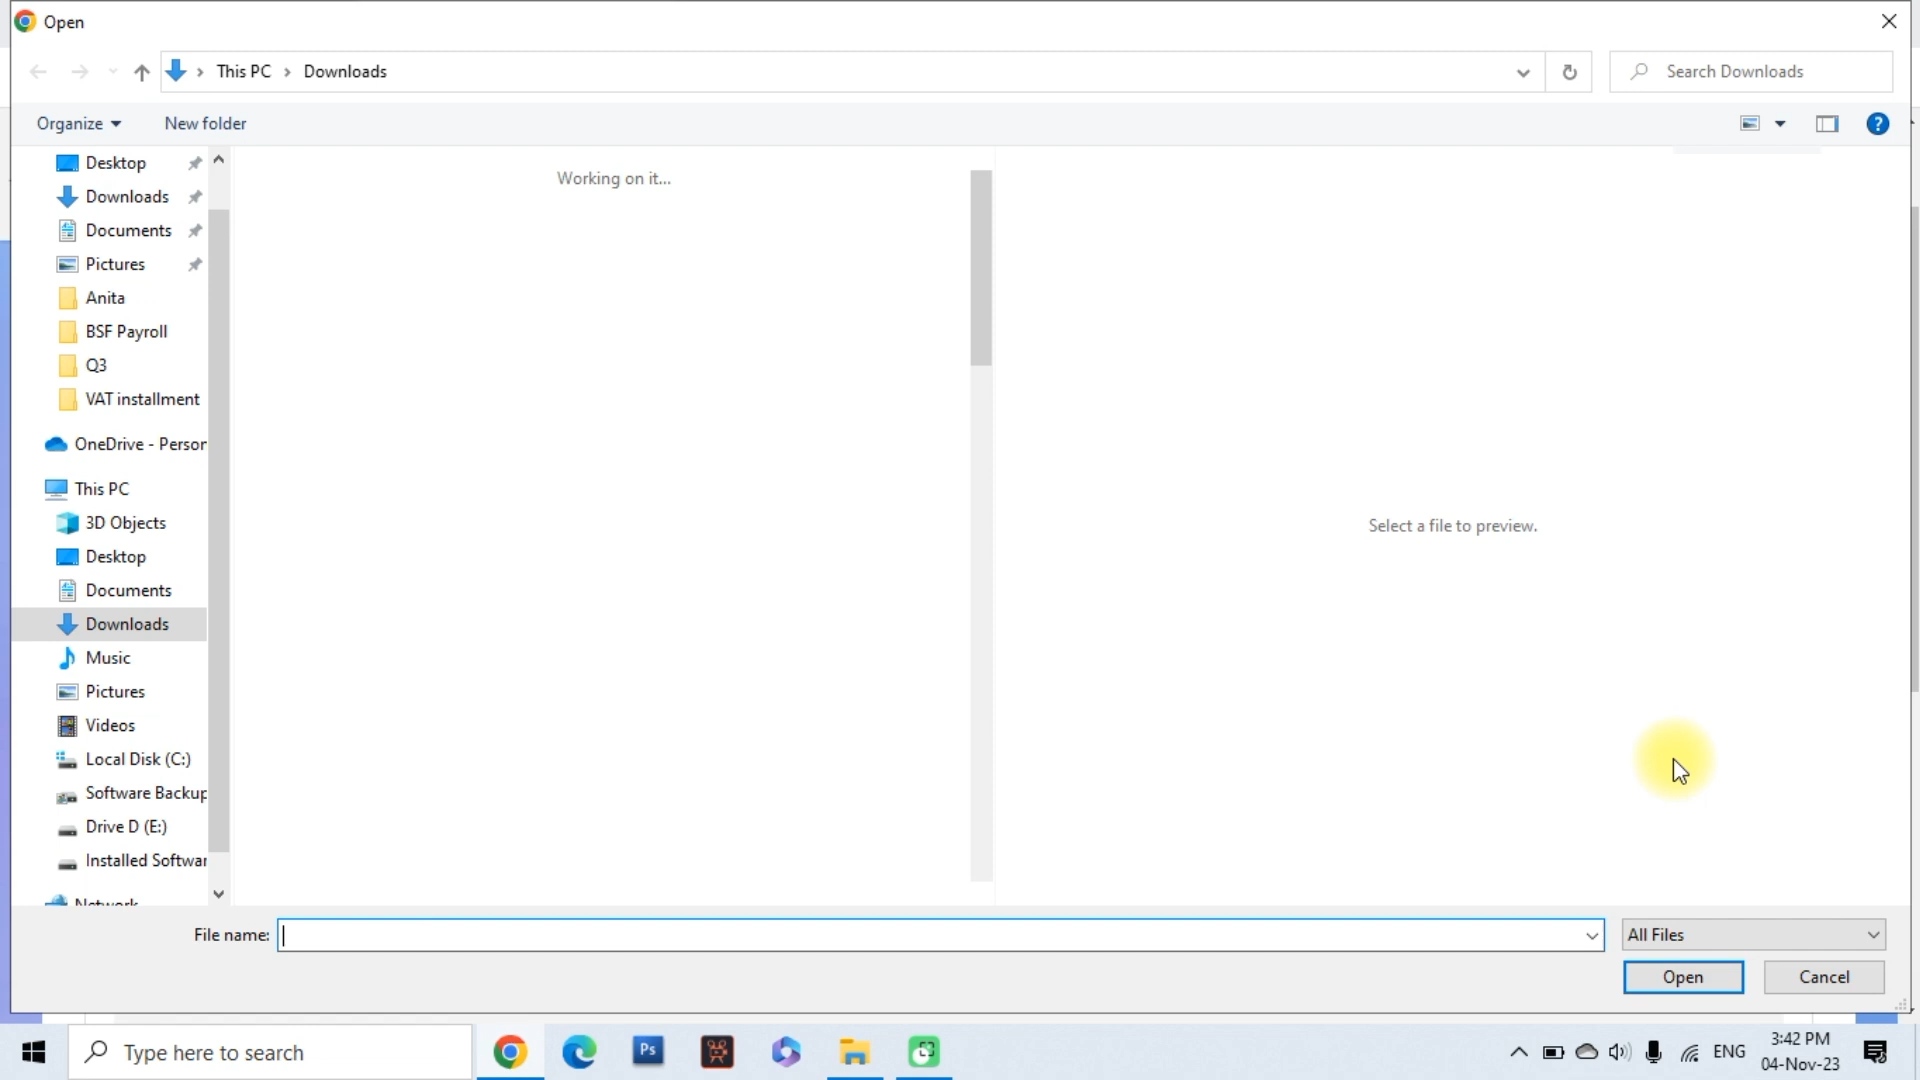 Open
This PC > Downloads
Search Downloads
Organize
New folder
?
Desktop
Downloads
Documents
Pictures
Anita
BSF Payroll
Q3
VAT installment
OneDrive - Person
This PC
3D Objects
Desktop
Documents
Downloads
Music
Pictures
Videos
Local Disk (C:)
Software Backup
Drive D (E:)
Installed Softwar
Network
Working on it...
Select a file to preview.
File name:
All Files
Open
Cancel
Type here to search
Ps
ENG
3:42 PM
04-Nov-23